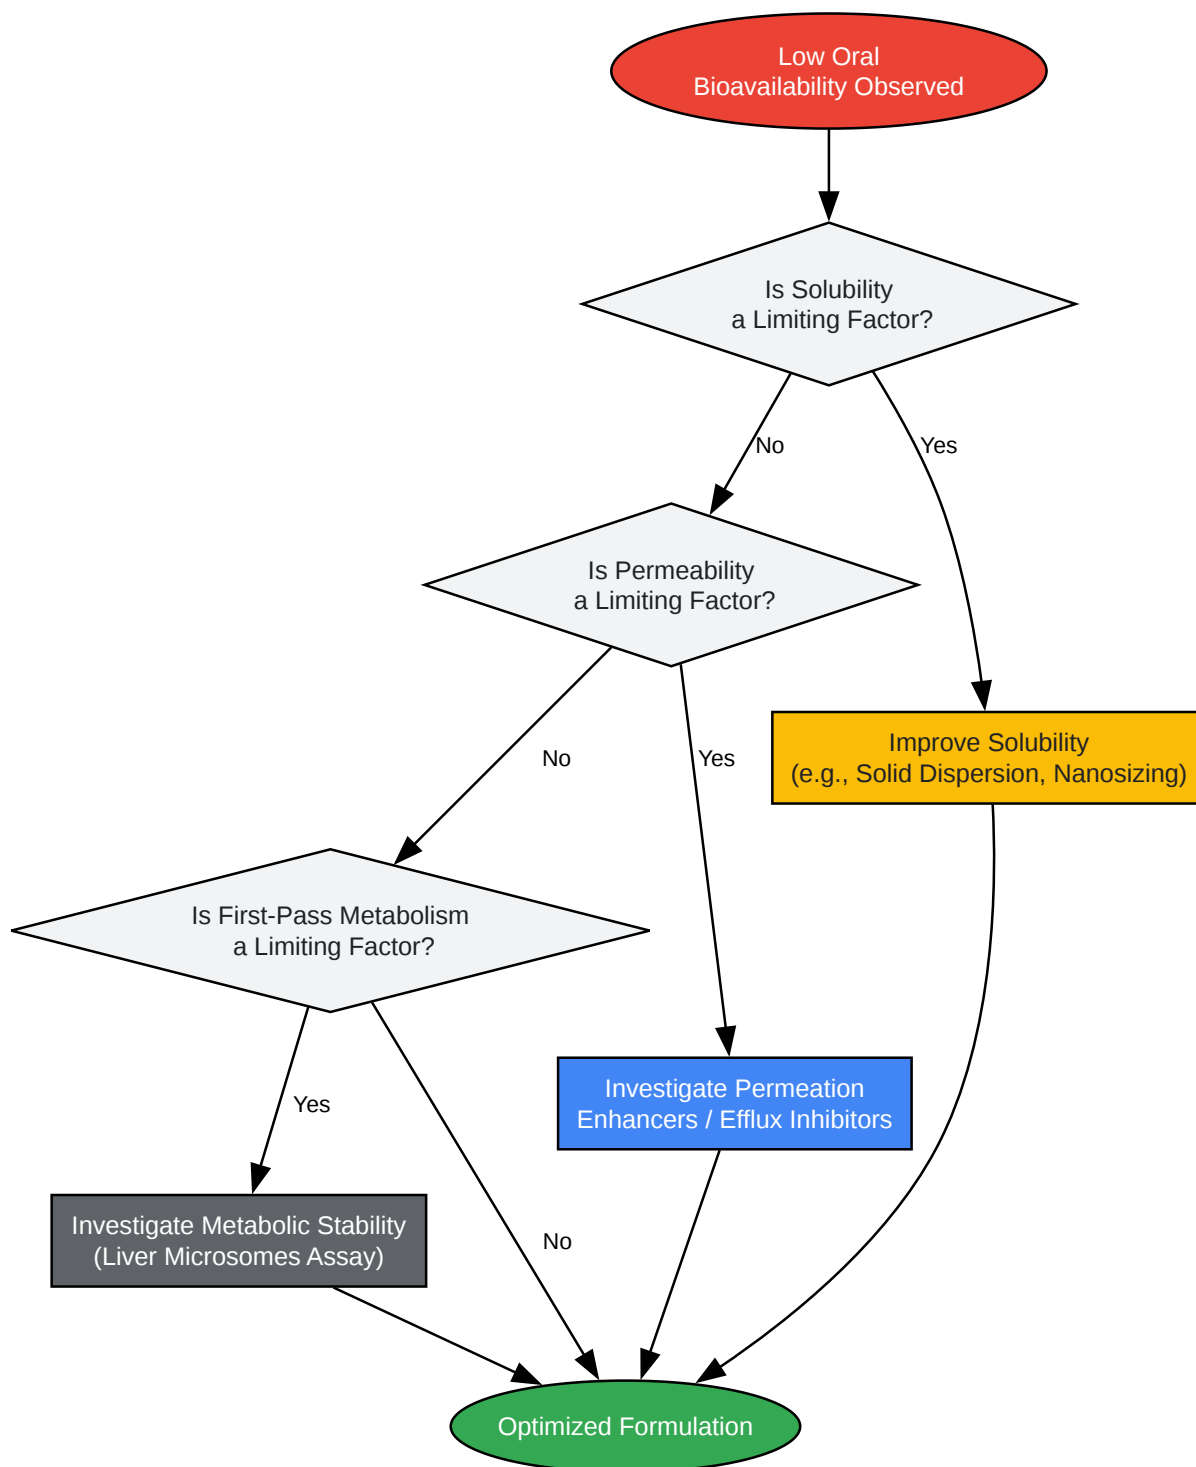 Low Oral
Bioavailability Observed
Is Solubility
a Limiting Factor?
No
Yes
Is Permeability
a Limiting Factor?
No
Yes
Improve Solubility
(e.g., Solid Dispersion, Nanosizing)
Is First-Pass Metabolism
a Limiting Factor?
Yes
Investigate Permeation
Enhancers / Efflux Inhibitors
Investigate Metabolic Stability
(Liver Microsomes Assay)
No
Optimized Formulation